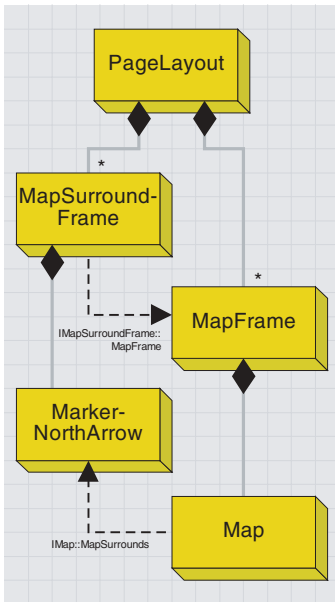 PageLayout
*
MapSurround-
Frame
*
IMapSurroundFrame::
MapFrame
MapFrame
Marker-
NorthArrow
IMap::MapSurrounds
Map